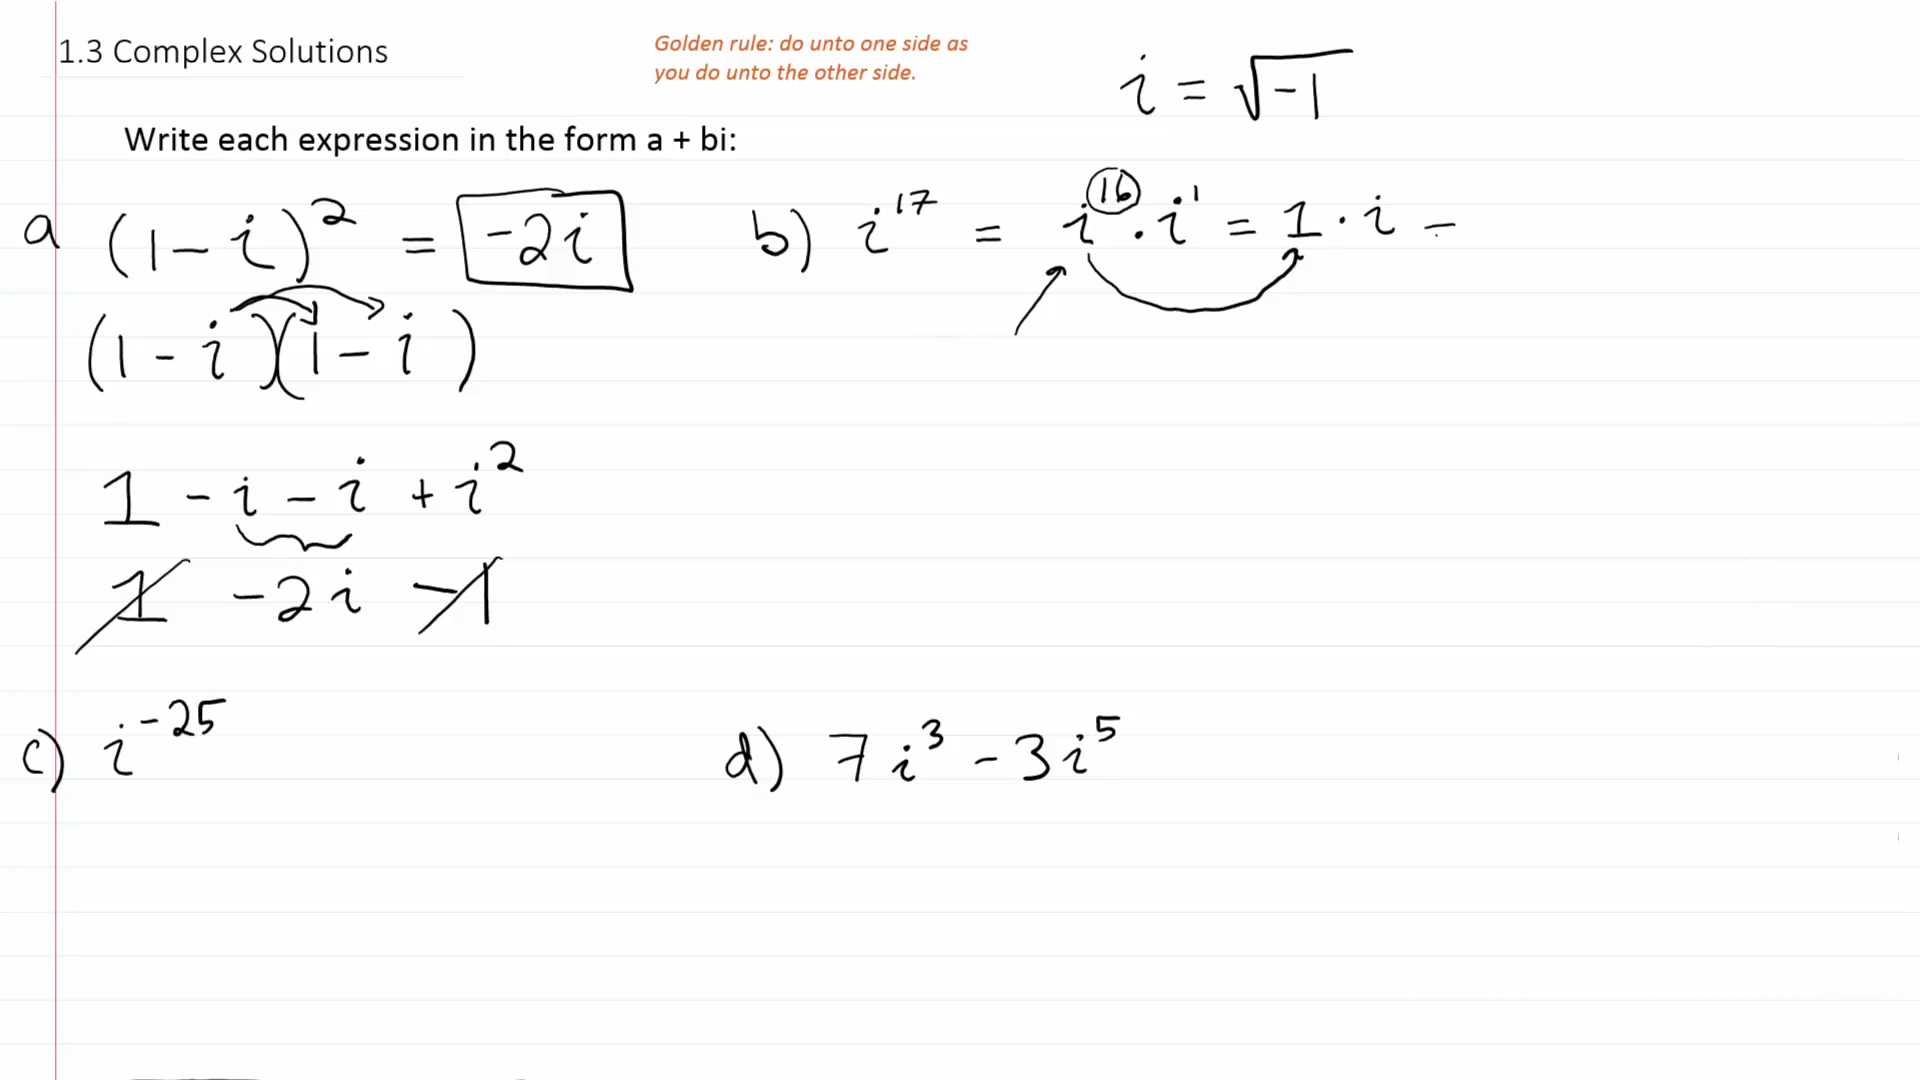 1.3 Complex Solutions
Golden rule: do unto one side as
you do unto the other side.
i = √-1
Write each expression in the form a + bi:
a (1 - i)² = -2i
b) i¹⁷ = i¹⁶ · i¹ = 1 · i =
(1 - i)(1 - i)
1 - i - i + i²
1 - 2i - 1
c) i⁻²⁵
d) 7i³ - 3i⁵